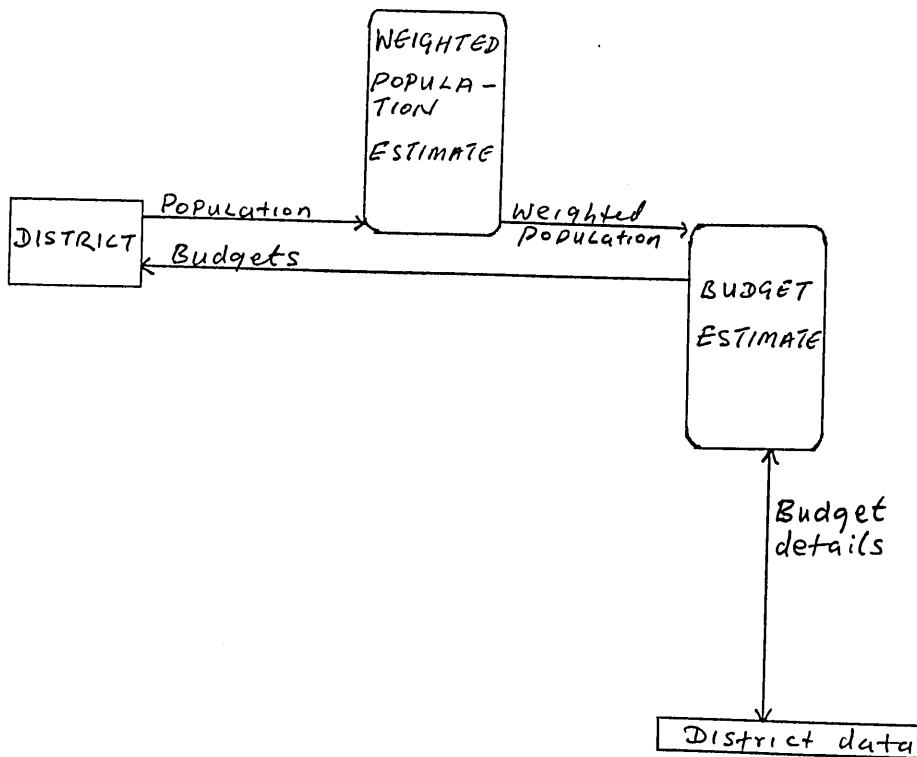 WEIGHTED
POPULA-
TION
ESTIMATE
Population
Weighted
Population
DISTRICT
Budgets
BUDGET
ESTIMATE
Budget
details
District data